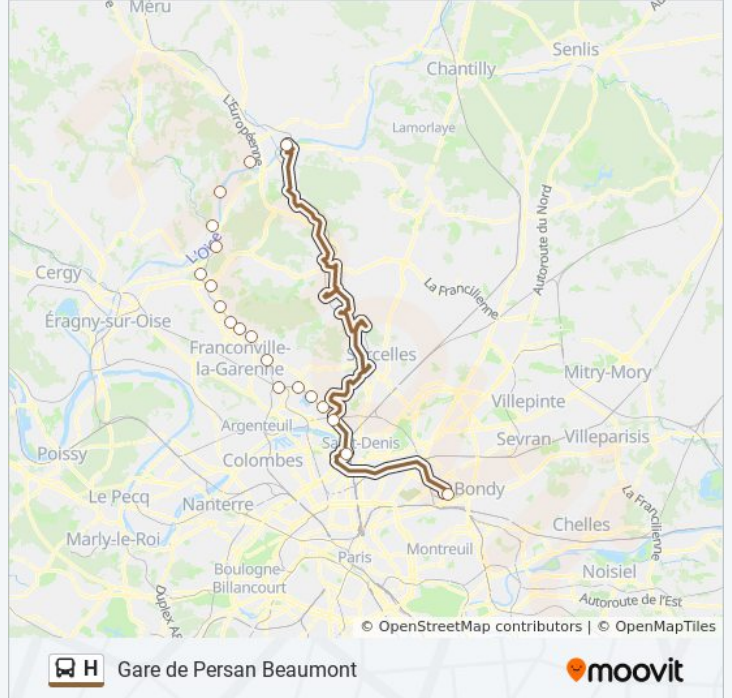 Méru
Senlis
Chantilly
L'Européenne
Lamorlaye
L'Oise
Autoroute du Nord
Cergy
La Francilienne
Éragny-sur-Oise
Franconville-
la-Garenne
Sarcelles
Mitry-Mory
Villepinte
Argenteuil
Saint-Denis
Sevran
Villeparisis
Poissy
Colombes
Bondy
Le Pecq
Nanterre
La Francilienne
Chelles
Marly-le-Roi
Paris
Montreuil
Boulogne-
Billancourt
Noisiel
Autoroute de l'Est
© OpenStreetMap contributors | © OpenMapTiles
H Gare de Persan Beaumont
moovit